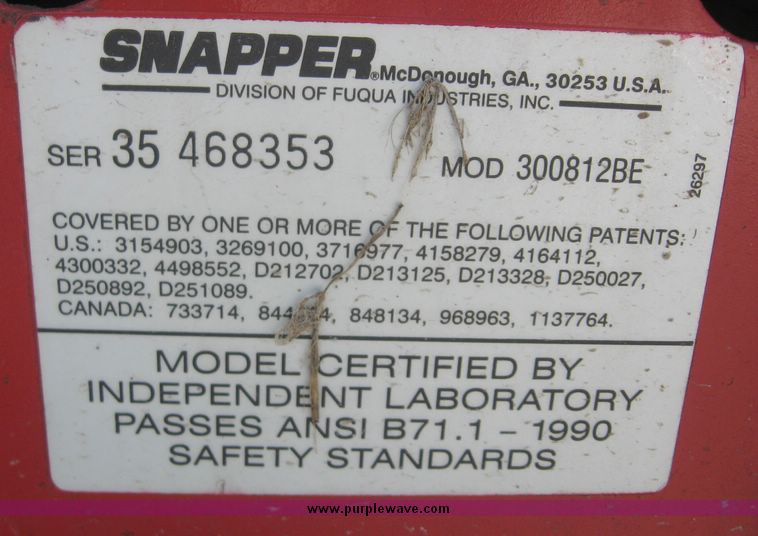 SNAPPER® McDonough, GA., 30253 U.S.A.
DIVISION OF FUQUA INDUSTRIES, INC.
SER 35 468353 MOD 300812BE
26297
COVERED BY ONE OR MORE OF THE FOLLOWING PATENTS:
U.S.: 3154903, 3269100, 3716977, 4158279, 4164112,
4300332, 4498552, D212702, D213125, D213328, D250027,
D250892, D251089.
CANADA: 733714, 848134, 968963, 1137764.
MODEL CERTIFIED BY
INDEPENDENT LABORATORY
PASSES ANSI B71.1 - 1990
SAFETY STANDARDS
www.purplewave.com